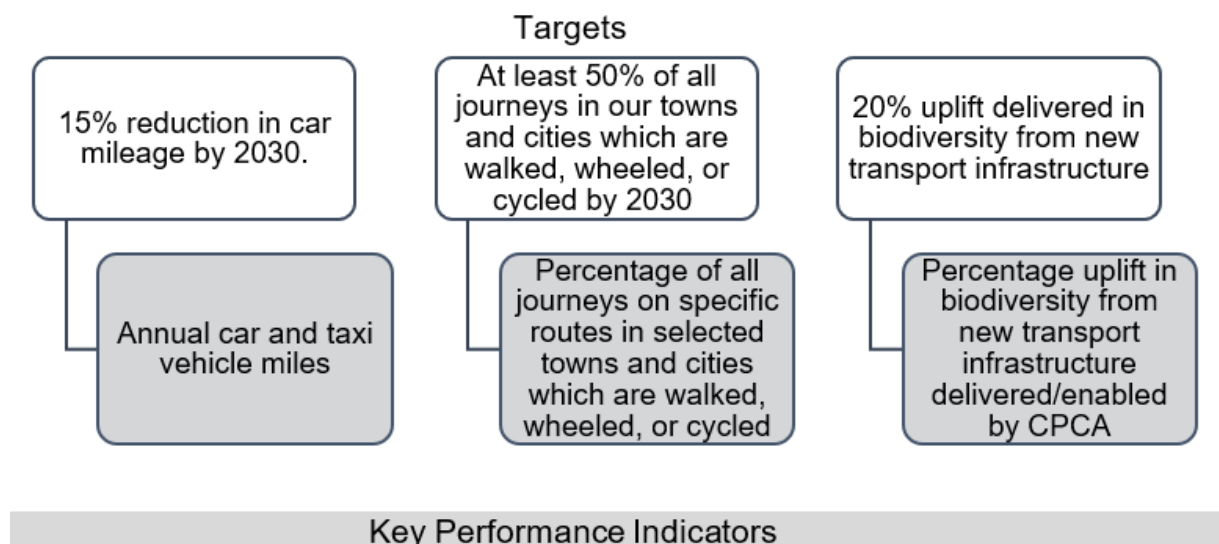 Targets
15% reduction in car
mileage by 2030.
At least 50% of all
journeys in our towns
and cities which are
walked, wheeled, or
cycled by 2030
20% uplift delivered in
biodiversity from new
transport infrastructure
Annual car and taxi
vehicle miles
Percentage of all
journeys on specific
routes in selected
towns and cities
which are walked,
wheeled, or cycled
Percentage uplift in
biodiversity from
new transport
infrastructure
delivered/enabled
by CPCA
Key Performance Indicators